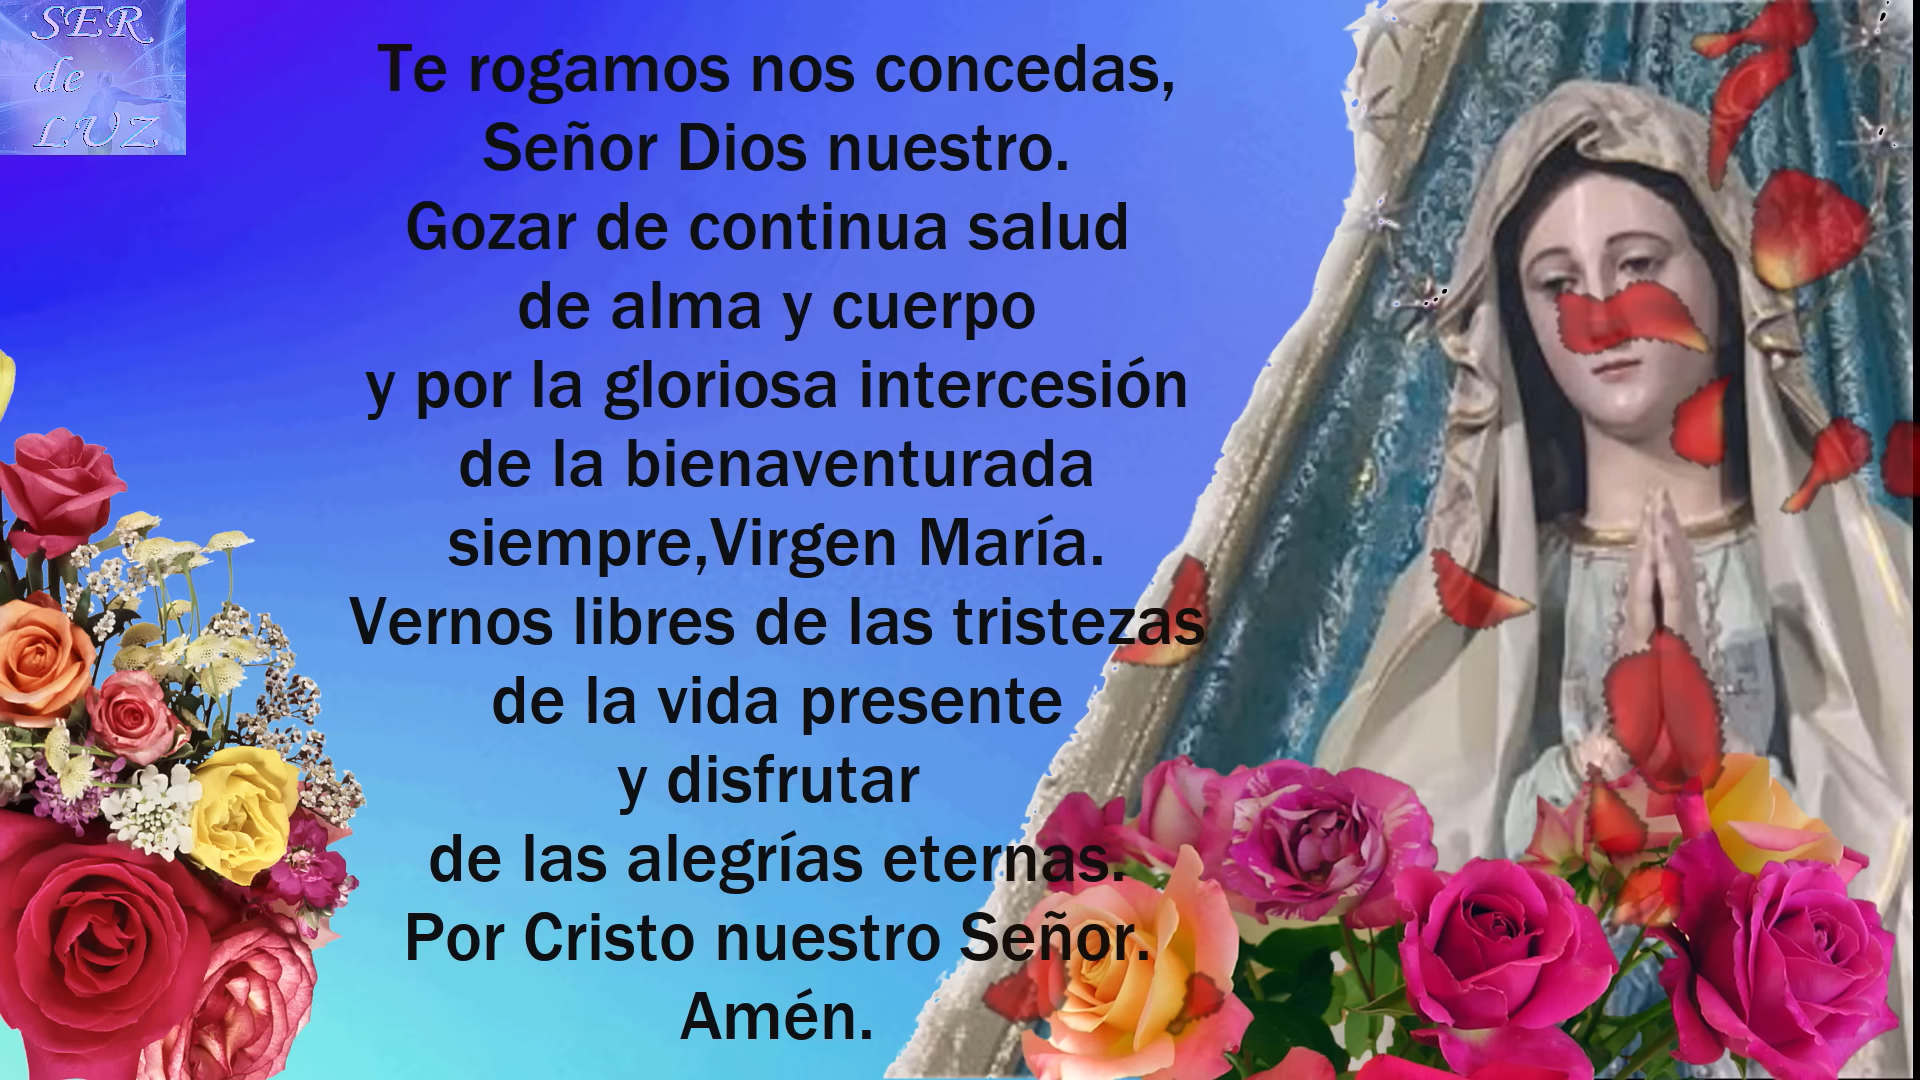 SER
de
LUZ
Te rogamos nos concedas,
Señor Dios nuestro.
Gozar de continua salud
de alma y cuerpo
y por la gloriosa intercesión
de la bienaventurada
siempre,Virgen María.
Vernos libres de las tristezas
de la vida presente
y disfrutar
de las alegrías eternas.
Por Cristo nuestro Señor.
Amén.